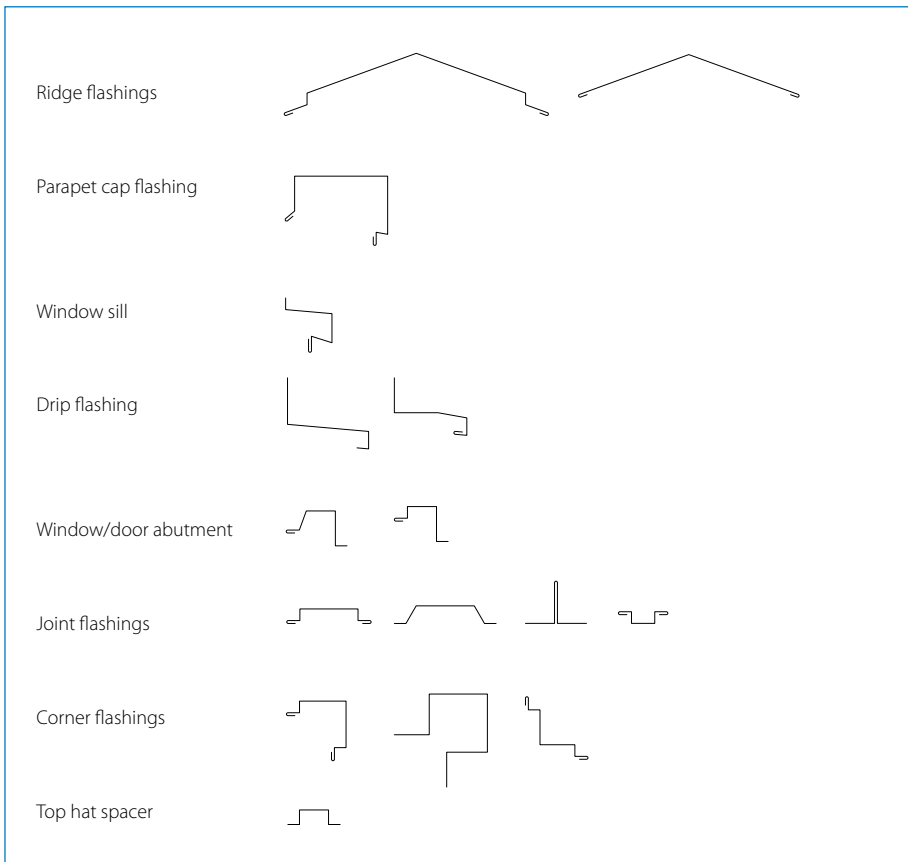 Ridge flashings
Parapet cap flashing
Window sill
Drip flashing
Window/door abutment
Joint flashings
Corner flashings
Top hat spacer